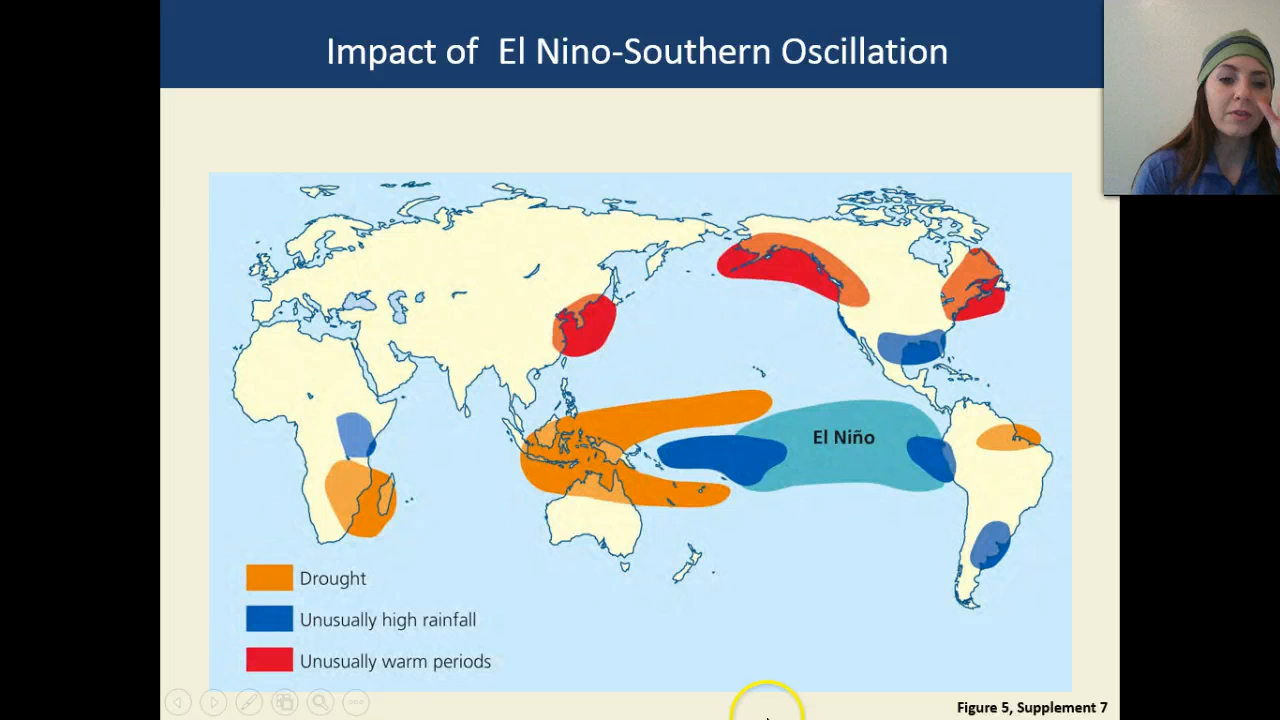 Impact of El Nino-Southern Oscillation
El Niño
Drought
Unusually high rainfall
Unusually warm periods
Figure 5, Supplement 7